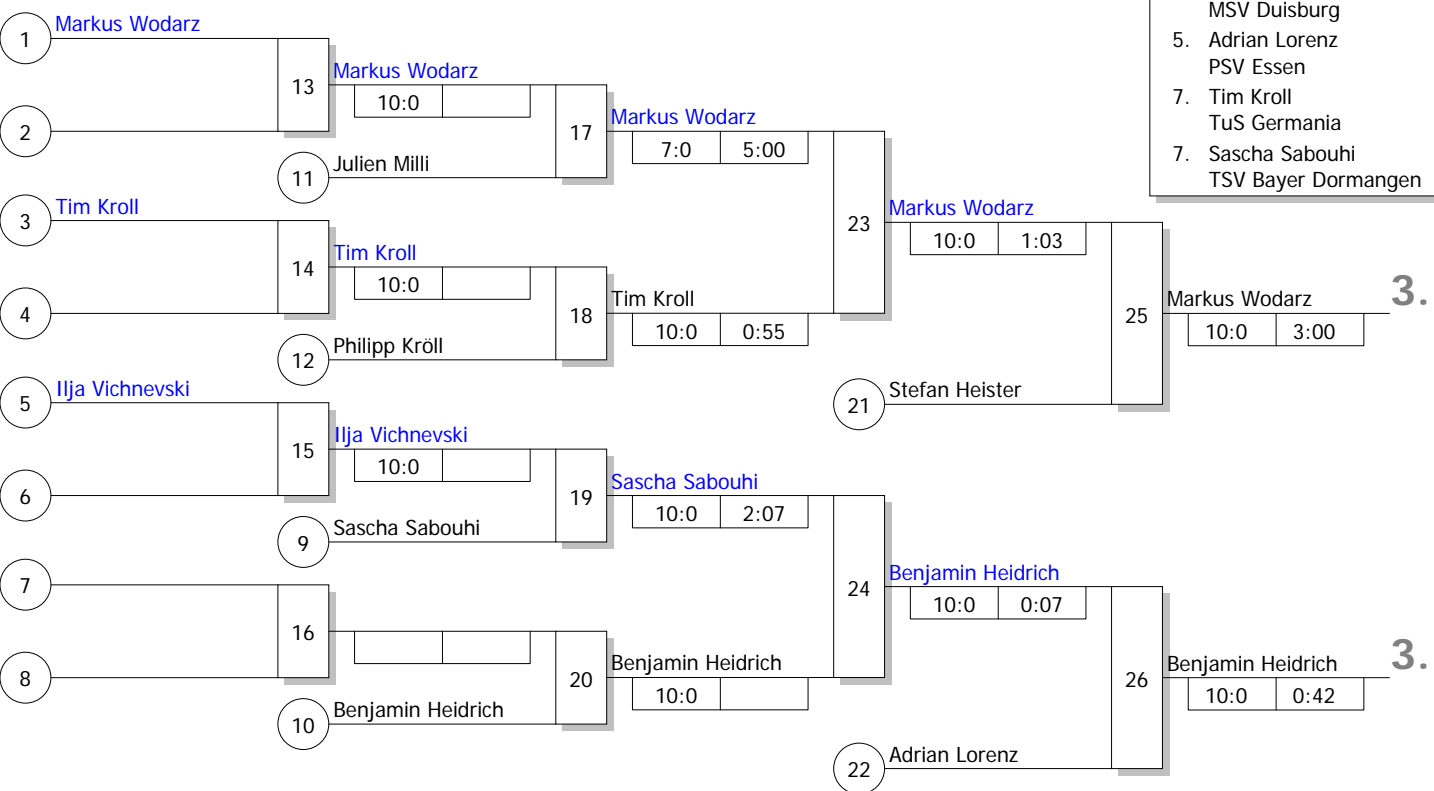 MSV Duisburg
5. Adrian Lorenz
PSV Essen
7. Tim Kroll
TuS Germania
7. Sascha Sabouhi
TSV Bayer Dormangen
1 Markus Wodarz
2
13
Markus Wodarz
10:0
11 Julien Milli
17
Markus Wodarz
7:0 5:00
3 Tim Kroll
4
14
Tim Kroll
10:0
12 Philipp Kröll
18
Tim Kroll
10:0 0:55
23
Markus Wodarz
10:0 1:03
21 Stefan Heister
25
Markus Wodarz
10:0 3:00
3.
5 Ilja Vichnevski
6
15
Ilja Vichnevski
10:0
9 Sascha Sabouhi
19
Sascha Sabouhi
10:0 2:07
7
8
16
10 Benjamin Heidrich
20
Benjamin Heidrich
10:0
24
Benjamin Heidrich
10:0 0:07
22 Adrian Lorenz
26
Benjamin Heidrich
10:0 0:42
3.